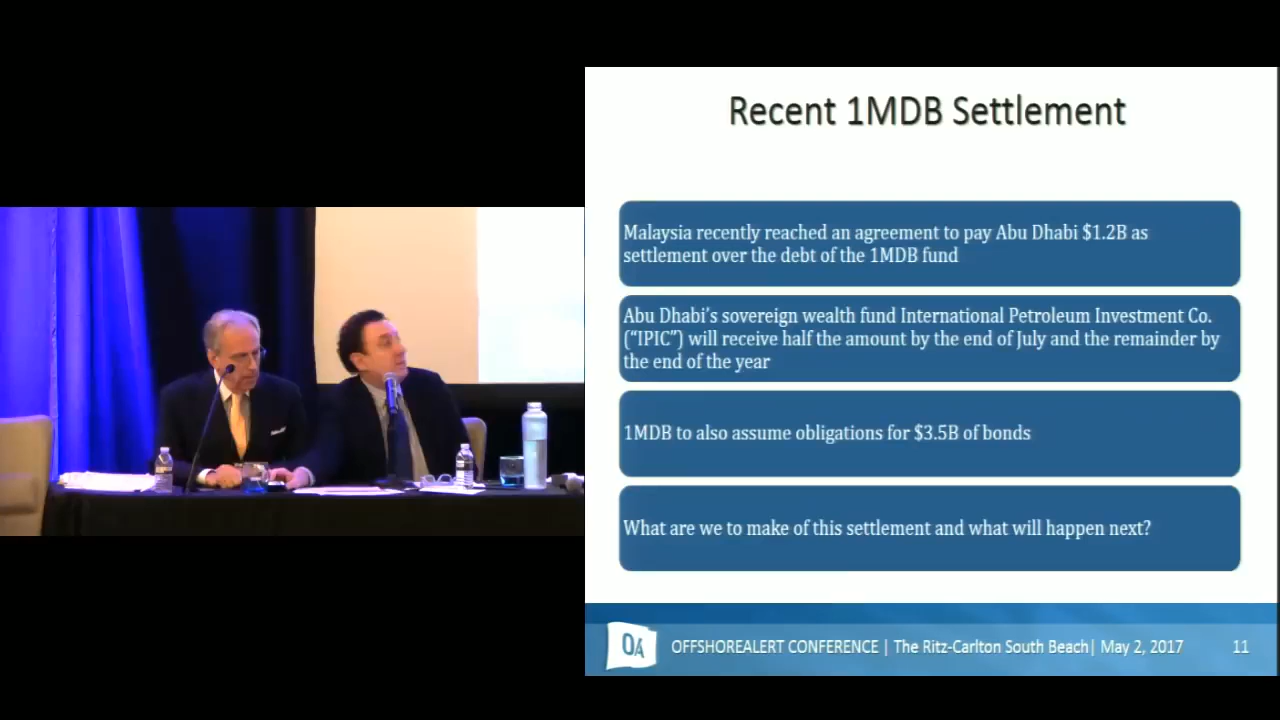 Recent 1MDB Settlement
Malaysia recently reached an agreement to pay Abu Dhabi $1.2B as
settlement over the debt of the 1MDB fund
Abu Dhabi's sovereign wealth fund International Petroleum Investment Co.
("IPIC") will receive half the amount by the end of July and the remainder by
the end of the year
1MDB to also assume obligations for $3.5B of bonds
What are we to make of this settlement and what will happen next?
OA
OFFSHOREALERT CONFERENCE | The Ritz-Carlton South Beach| May 2, 2017
11